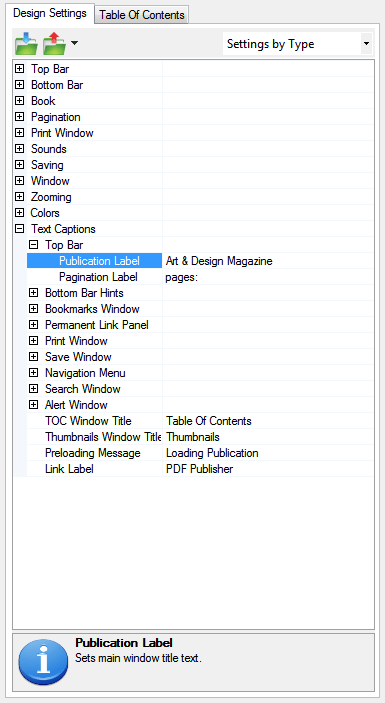 Design Settings Table Of Contents
Settings by Type
Top Bar
Bottom Bar
Book
Pagination
Print Window
Sounds
Saving
Window
Zooming
Colors
Text Captions
Top Bar
Publication Label Art & Design Magazine
Pagination Label pages:
Bottom Bar Hints
Bookmarks Window
Permanent Link Panel
Print Window
Save Window
Navigation Menu
Search Window
Alert Window
TOC Window Title Table Of Contents
Thumbnails Window Title Thumbnails
Preloading Message Loading Publication
Link Label PDF Publisher
Publication Label
Sets main window title text.